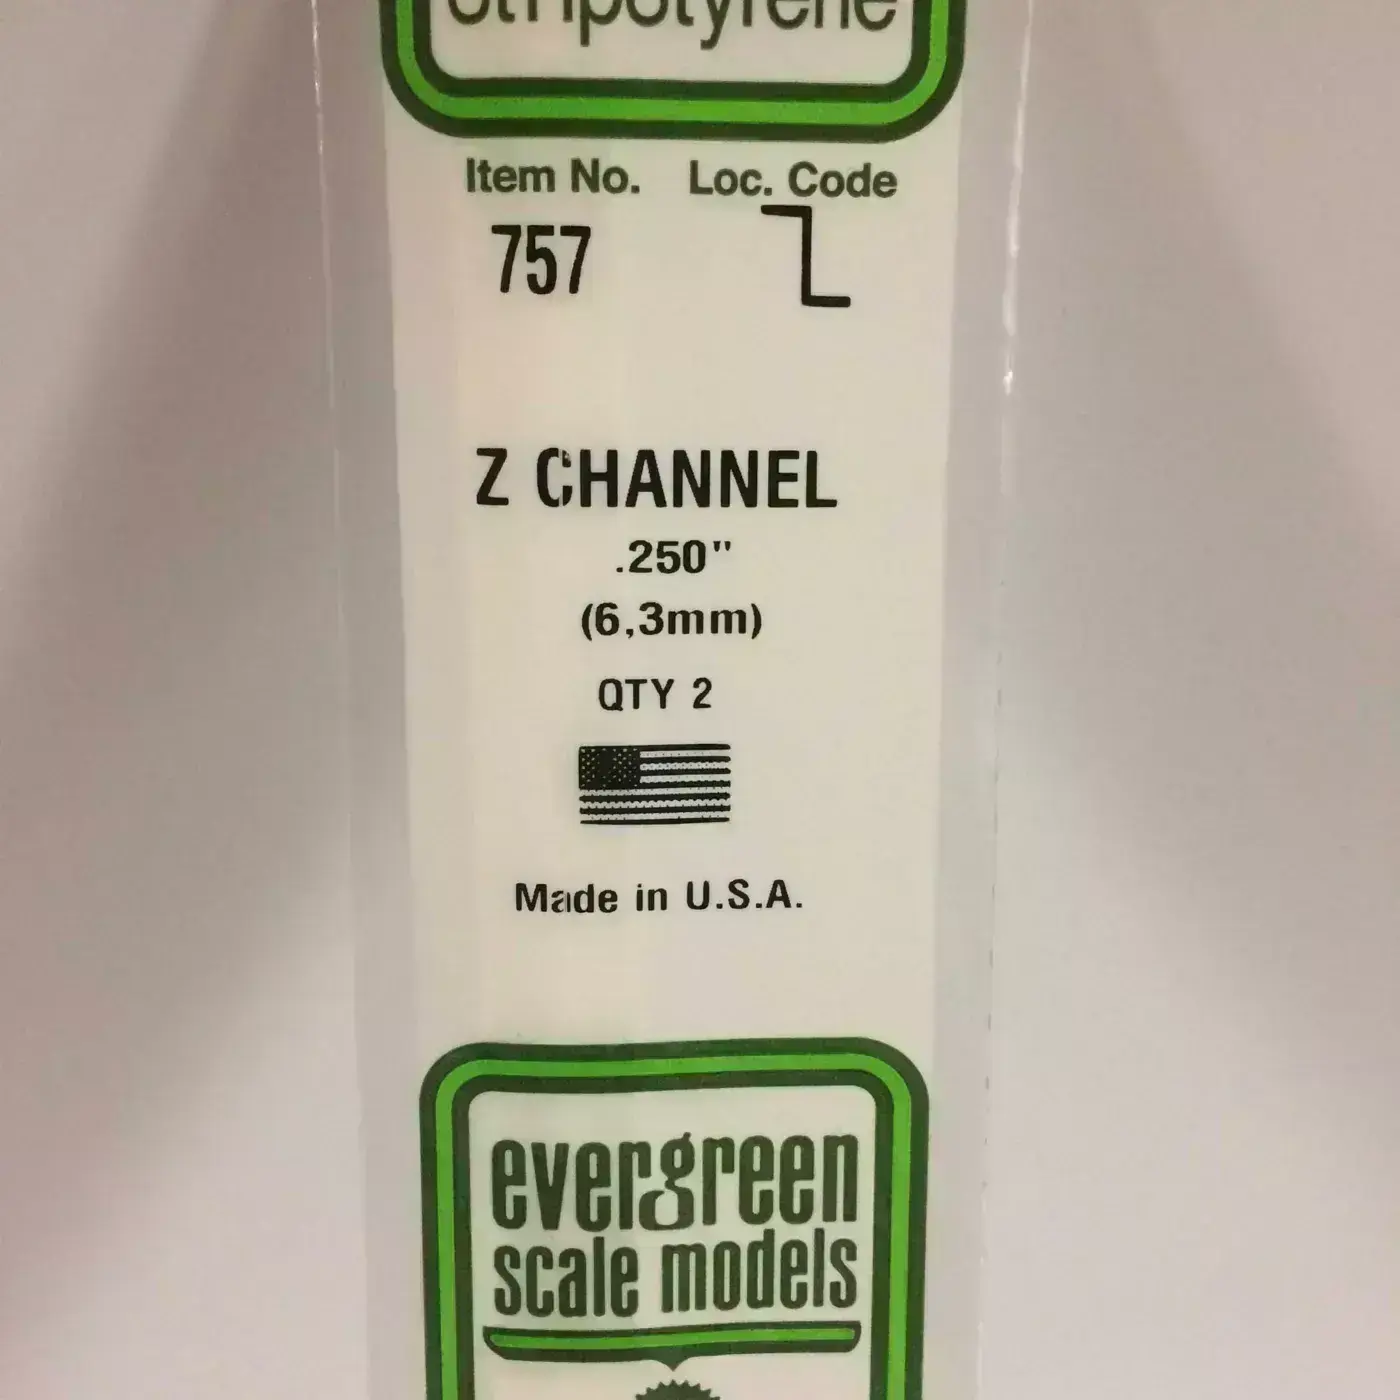 Item No. Loc. Code
757
Z CHANNEL
.250"
(6,3mm)
QTY 2
Made in U.S.A.
evergreen
scale models